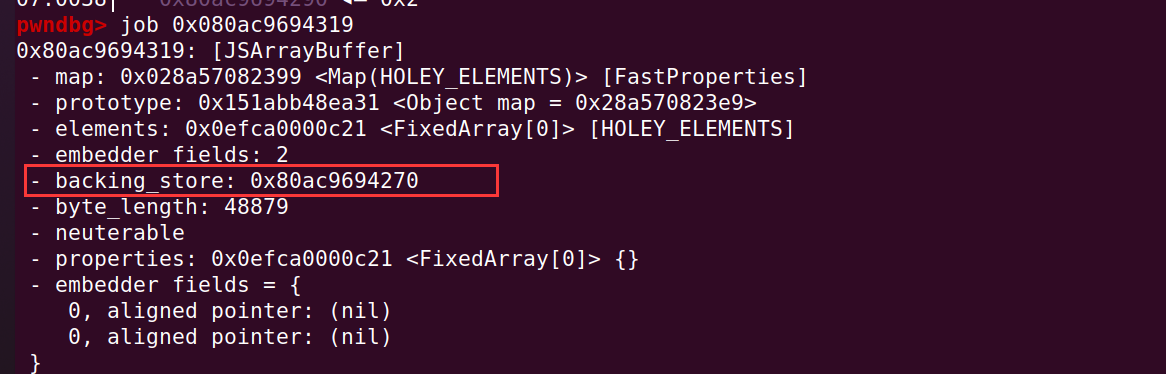 pwndbg> job 0x080ac9694319
0x80ac9694319: [JSArrayBuffer]
- map: 0x028a57082399 <Map(HOLEY_ELEMENTS)> [FastProperties]
- prototype: 0x151abb48ea31 <Object map = 0x28a570823e9>
- elements: 0x0efca0000c21 <FixedArray[0]> [HOLEY_ELEMENTS]
- embedder fields: 2
- backing_store: 0x80ac9694270
- byte_length: 48879
- neuterable
- properties: 0x0efca0000c21 <FixedArray[0]> {}
- embedder fields = {
0, aligned pointer: (nil)
0, aligned pointer: (nil)
}